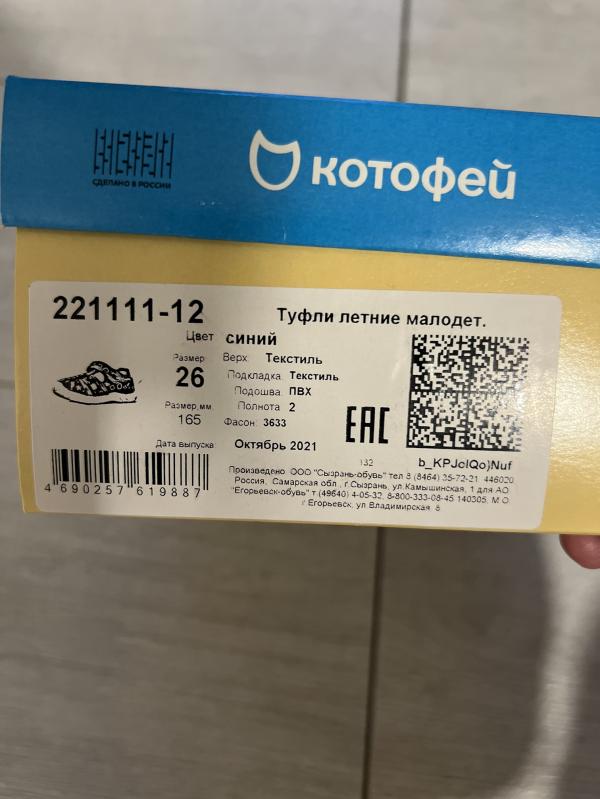 СДЕЛАНО В РОССИИ
котофей
221111-12
Туфли летние малодет.
Цвет синий
Размер
26
Размер,мм.
165
Верх Текстиль
Подкладка Текстиль
Подошва ПВХ
Полнота 2
Фасон: 3633
EAC
Дата выпуска: Октябрь 2021
132
b_KPJclQo)Nuf
4 690257 619887
Произведено ООО "Сызрань-обувь" тел 8 (8464) 35-72-21 446020
Россия, Самарская обл., г.Сызрань, ул.Камышинская, 1 для АО
"Егорьевск-обувь" т.(49640) 4-05-32, 8-800-333-08-45 140305, М.О.
г Егорьевск, ул.Владимирская 8